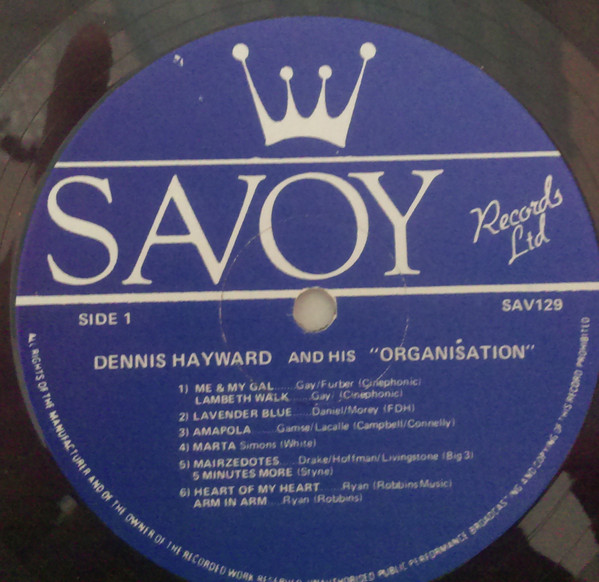 SAVOY
Records
Ltd
SIDE 1
SAV129
DENNIS HAYWARD AND HIS "ORGANISATION"
1) ME & MY GAL Gay/Furber (Cinephonic)
LAMBETH WALK Gay (Cinephonic)
2) LAVENDER BLUE Daniel/Morey (FDH)
3) AMAPOLA Gamse/Lacalle (Campbell/Connelly)
4) MARTA Simons (White)
5) MAIRZEDOTES Drake/Hoffman/Livingstone (Big 3)
5 MINUTES MORE (Styne)
6) HEART OF MY HEART Ryan (Robbins Music)
ARM IN ARM Ryan (Robbins)
ALL RIGHTS OF THE MANUFACTURER AND OF THE OWNER OF THE RECORDED WORK RESERVED. UNAUTHORIZED PUBLIC PERFORMANCE BROADCASTING AND COPYING OF THIS RECORD PROHIBITED